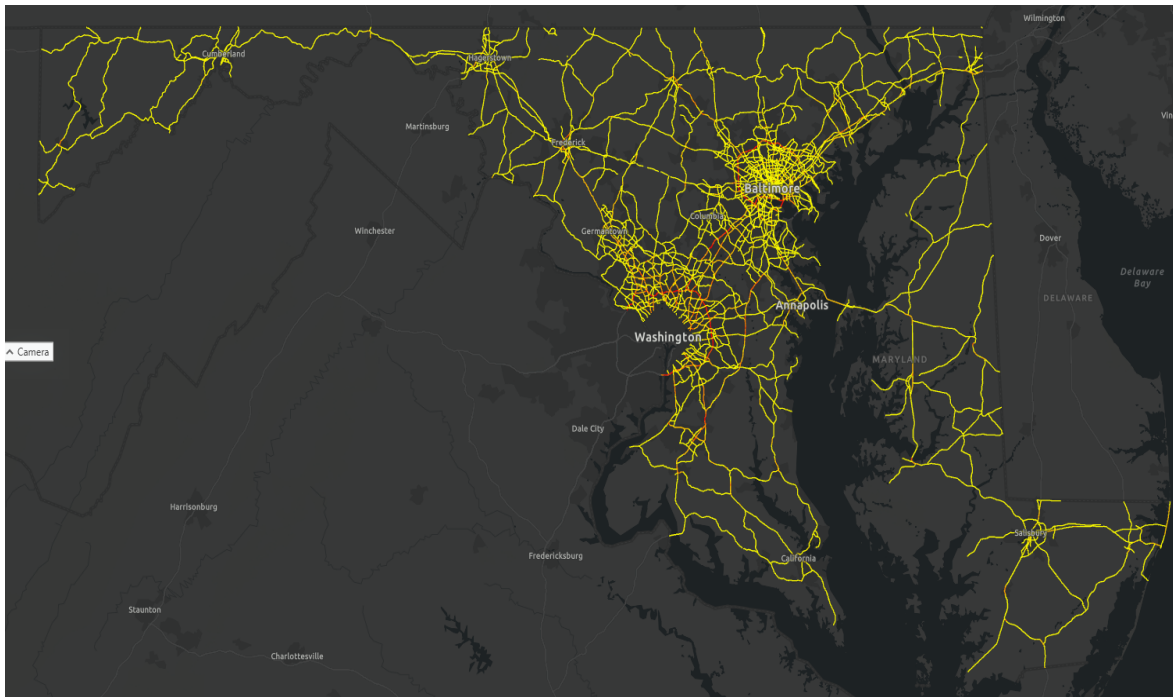 Wilmington
Cumberland
Hagerstown
Martinsburg
Vin
Frederick
Baltimore
Columbia
Winchester
Germantown
Dover
Delaware
Bay
DELAWARE
Annapolis
Washington
^ Camera
MARYLAND
Dale City
Harrisonburg
Salisbury
Fredericksburg
California
Staunton
Charlottesville